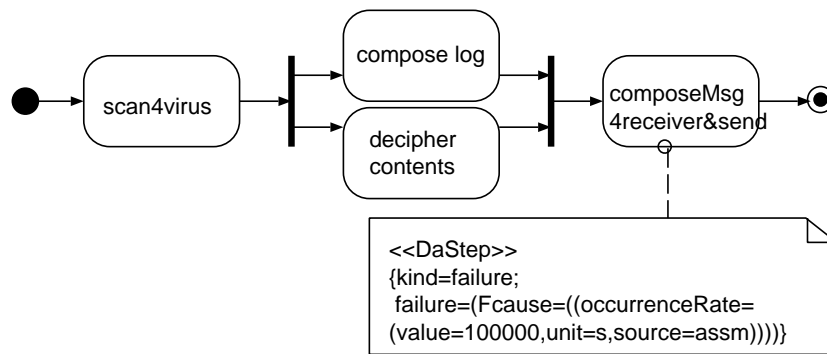 scan4virus
compose log
decipher
contents
composeMsg
4receiver&send
<<DaStep>>
{kind=failure;
failure=(Fcause=((occurrenceRate=
(value=100000,unit=s,source=assm))))}